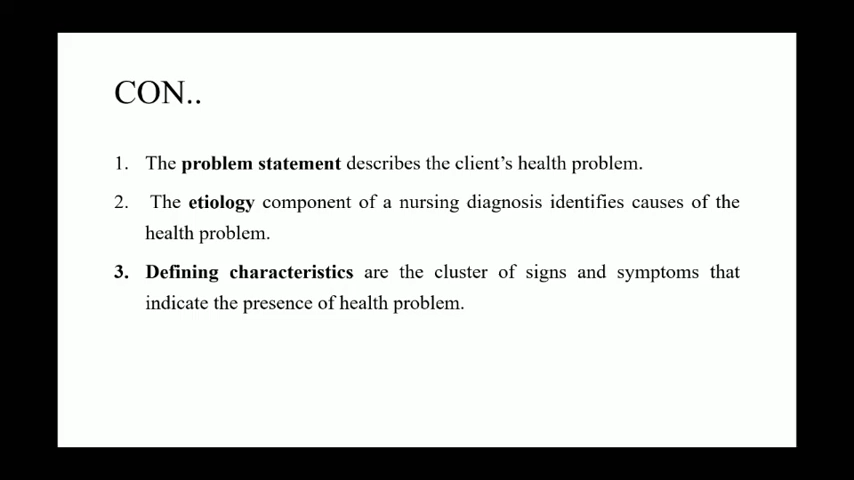 CON..
1. The problem statement describes the client's health problem.
2. The etiology component of a nursing diagnosis identifies causes of the
health problem.
3. Defining characteristics are the cluster of signs and symptoms that
indicate the presence of health problem.